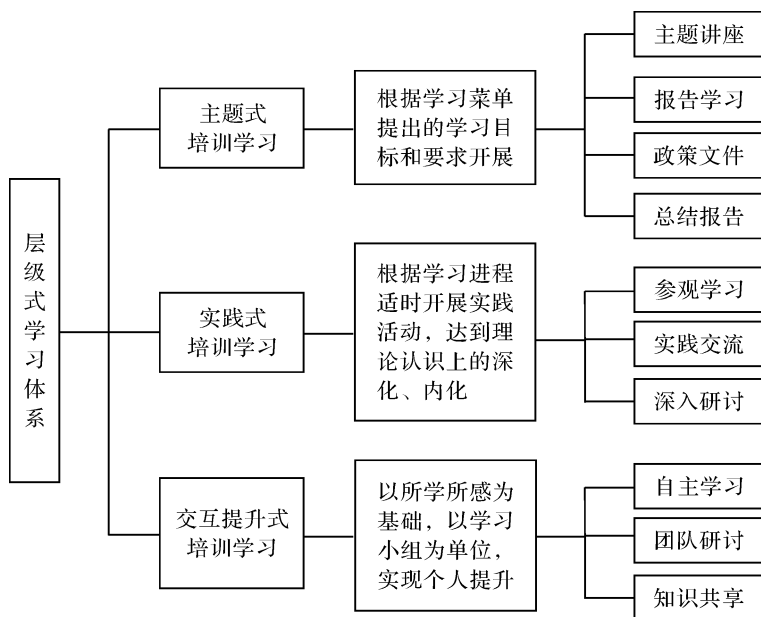 层级式学习体系
主题式
培训学习
根据学习菜单
提出的学习目
标和要求开展
主题讲座
报告学习
政策文件
总结报告
实践式
培训学习
根据学习进程
适时开展实践
活动，达到理
论认识上的深
化、内化
参观学习
实践交流
深入研讨
交互提升式
培训学习
以所学所感为
基础，以学习
小组为单位，
实现个人提升
自主学习
团队研讨
知识共享